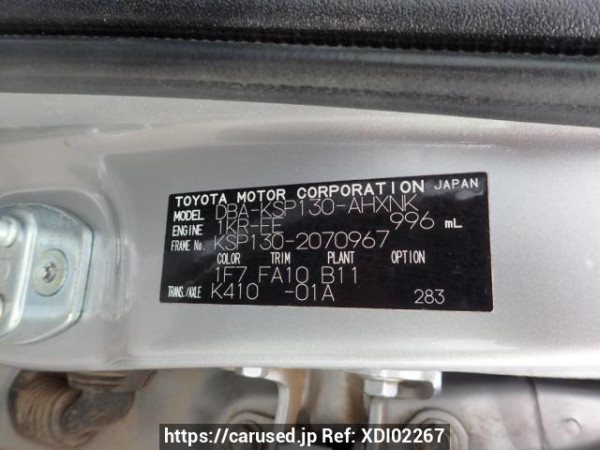 TOYOTA MOTOR CORPORATION JAPAN
MODEL DBA-KSP130-AHXNK
ENGINE 1KR-FE 996 mL
FRAME No. KSP130-2070967
COLOR TRIM PLANT OPTION
1F7 FA10 B11
TRANS./AXLE K410 -01A 283
https://carused.jp Ref: XDI02267